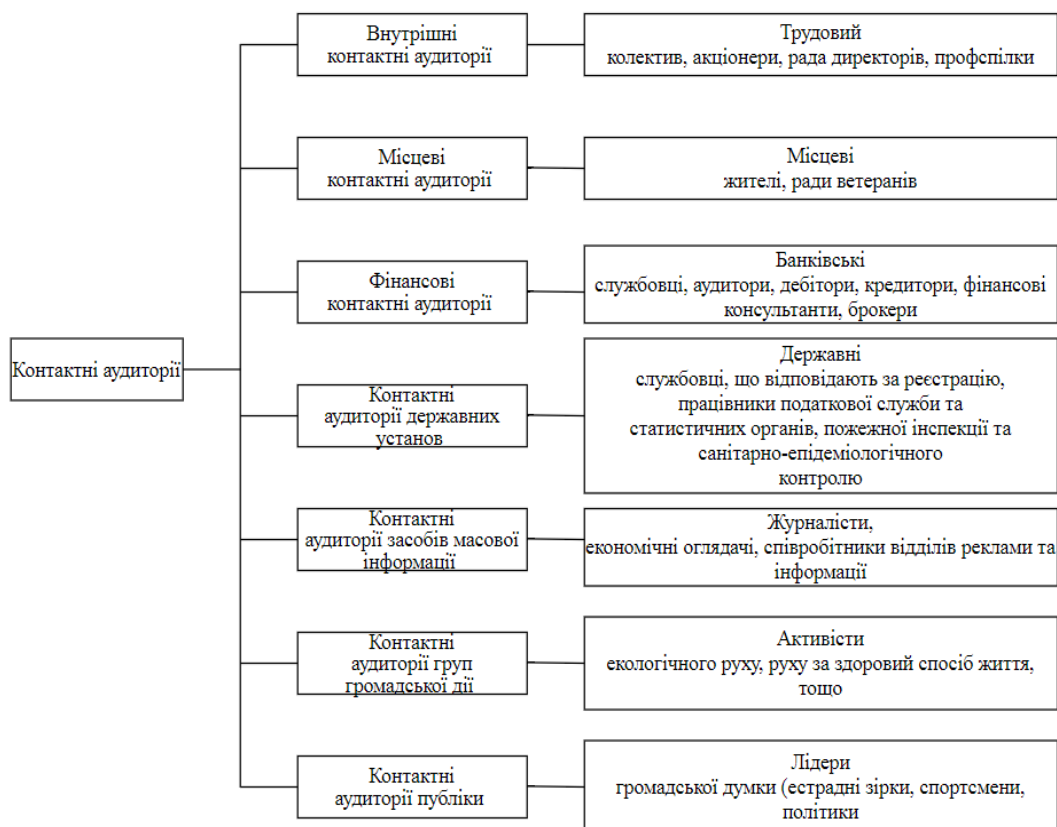 Внутрішні
контактні аудиторії
Трудовий
колектив, акціонери, рада директорів, профспілки
Місцеві
контактні аудиторії
Місцеві
жителі, ради ветеранів
Фінансові
контактні аудиторії
Банківські
службовці, аудитори, дебітори, кредитори, фінансові
консультанти, брокери
Контактні аудиторії
Контактні
аудиторії державних
установ
Державні
службовці, що відповідають за реєстрацію,
працівники податкової служби та
статистичних органів, пожежної інспекції та
санітарно-епідеміологічного
контролю
Контактні
аудиторії засобів масової
інформації
Журналісти,
економічні оглядачі, співробітники відділів реклами та
інформації
Контактні
аудиторії груп
громадської дії
Активісти
екологічного руху, руху за здоровий спосіб життя,
тощо
Контактні
аудиторії публіки
Лідери
громадської думки (естрадні зірки, спортсмени,
політики